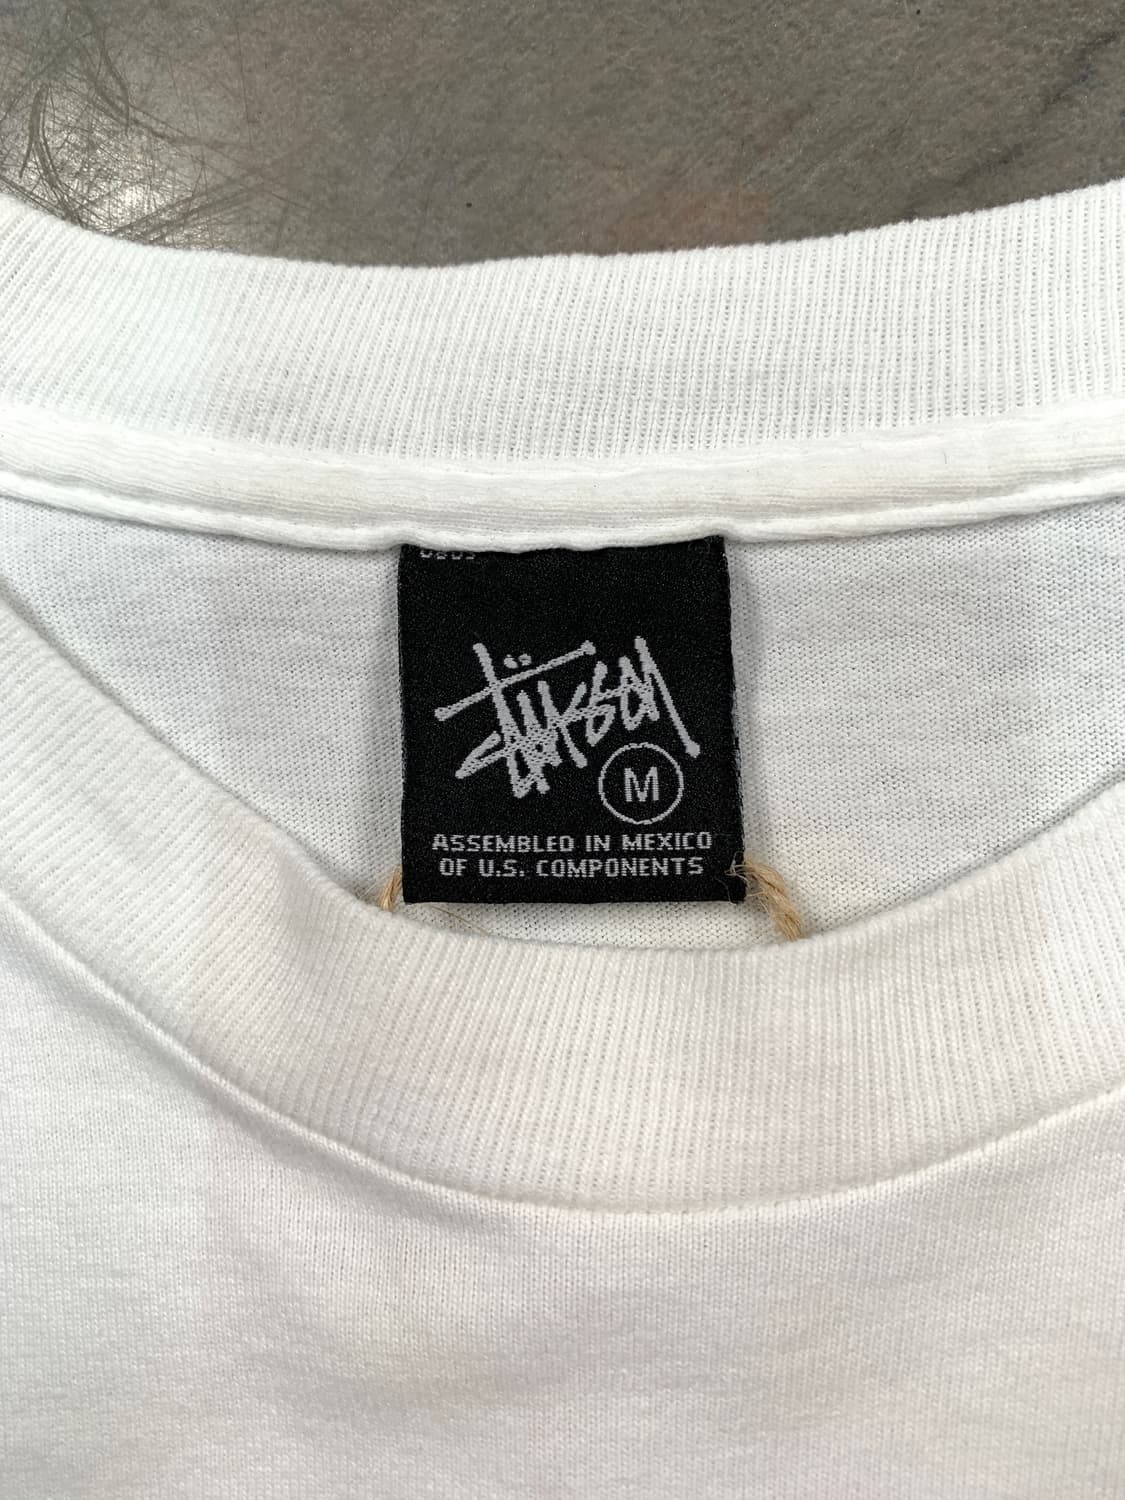 Stüssy
M
ASSEMBLED IN MEXICO
OF U.S. COMPONENTS